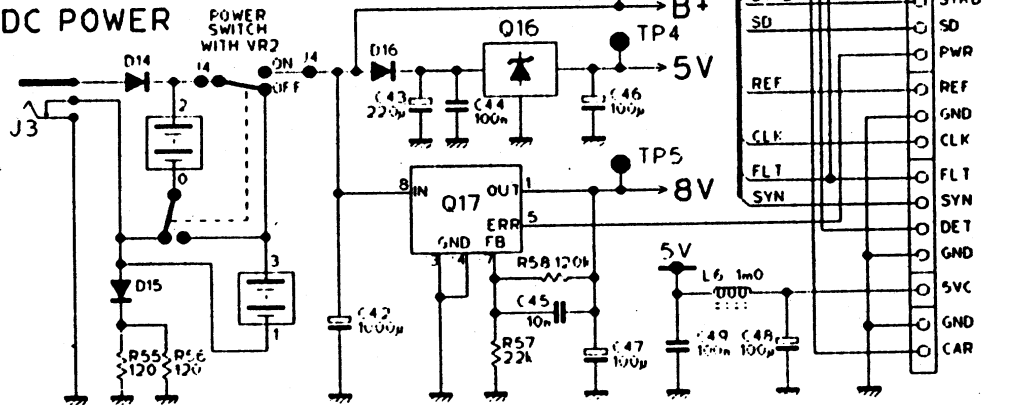 DC POWER
POWER
SWITCH
WITH VR2
D14
J4
ON
OFF
J4
D16
Q16
B+
TP4
5V
C43
220µ
C44
100n
C46
100µ
J3
2
0
8
IN
Q17
OUT
1
ERR
5
GND
FB
3
4
7
TP5
8V
R58 120k
C45
10n
R57
22k
C47
100µ
C42
1000µ
D15
R55
120
R56
120
3
1
5V
L6 1m0
C49
100n
C48
100µ
SD
REF
CLK
FLT
SYN
SD
PWR
REF
GND
CLK
FLT
SYN
DET
GND
5VC
GND
CAR